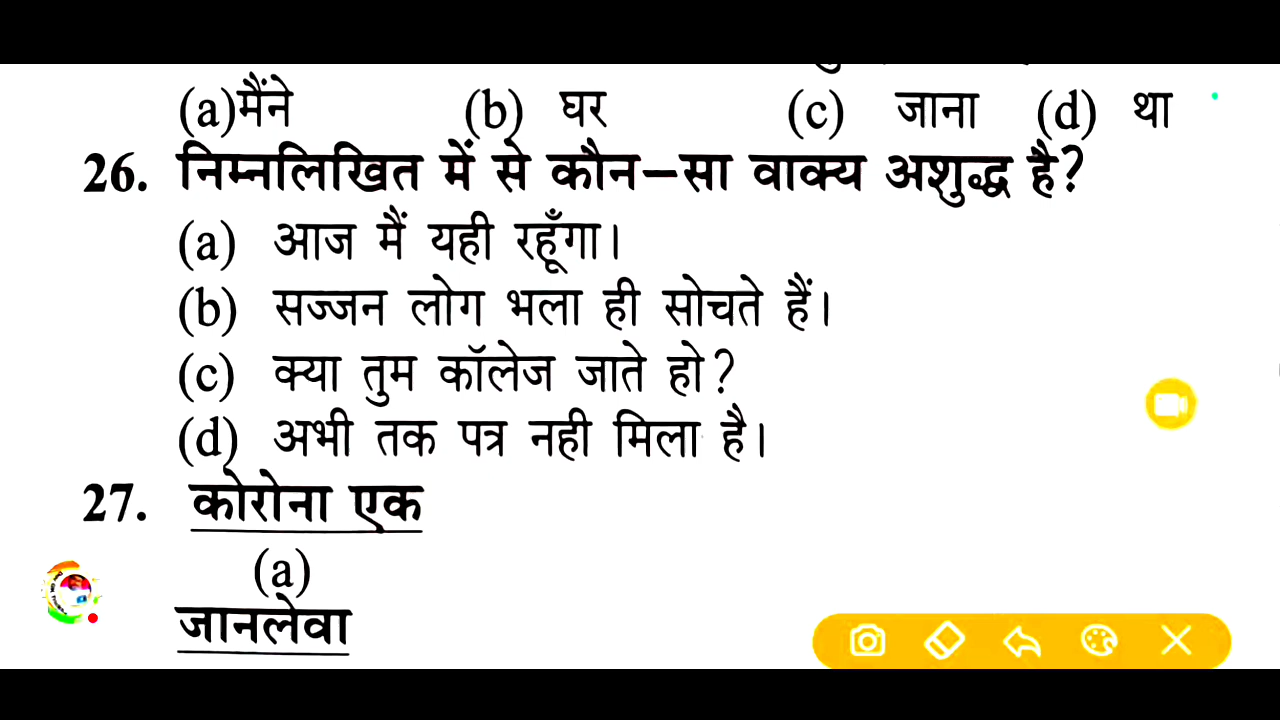 (a)मैंने (b) घर (c) जाना (d) था
26. निम्नलिखित में से कौन–सा वाक्य अशुद्ध है?
(a) आज मैं यही रहूँगा।
(b) सज्जन लोग भला ही सोचते हैं।
(c) क्या तुम कॉलेज जाते हो?
(d) अभी तक पत्र नही मिला है।
27. कोरोना एक
(a)
जानलेवा